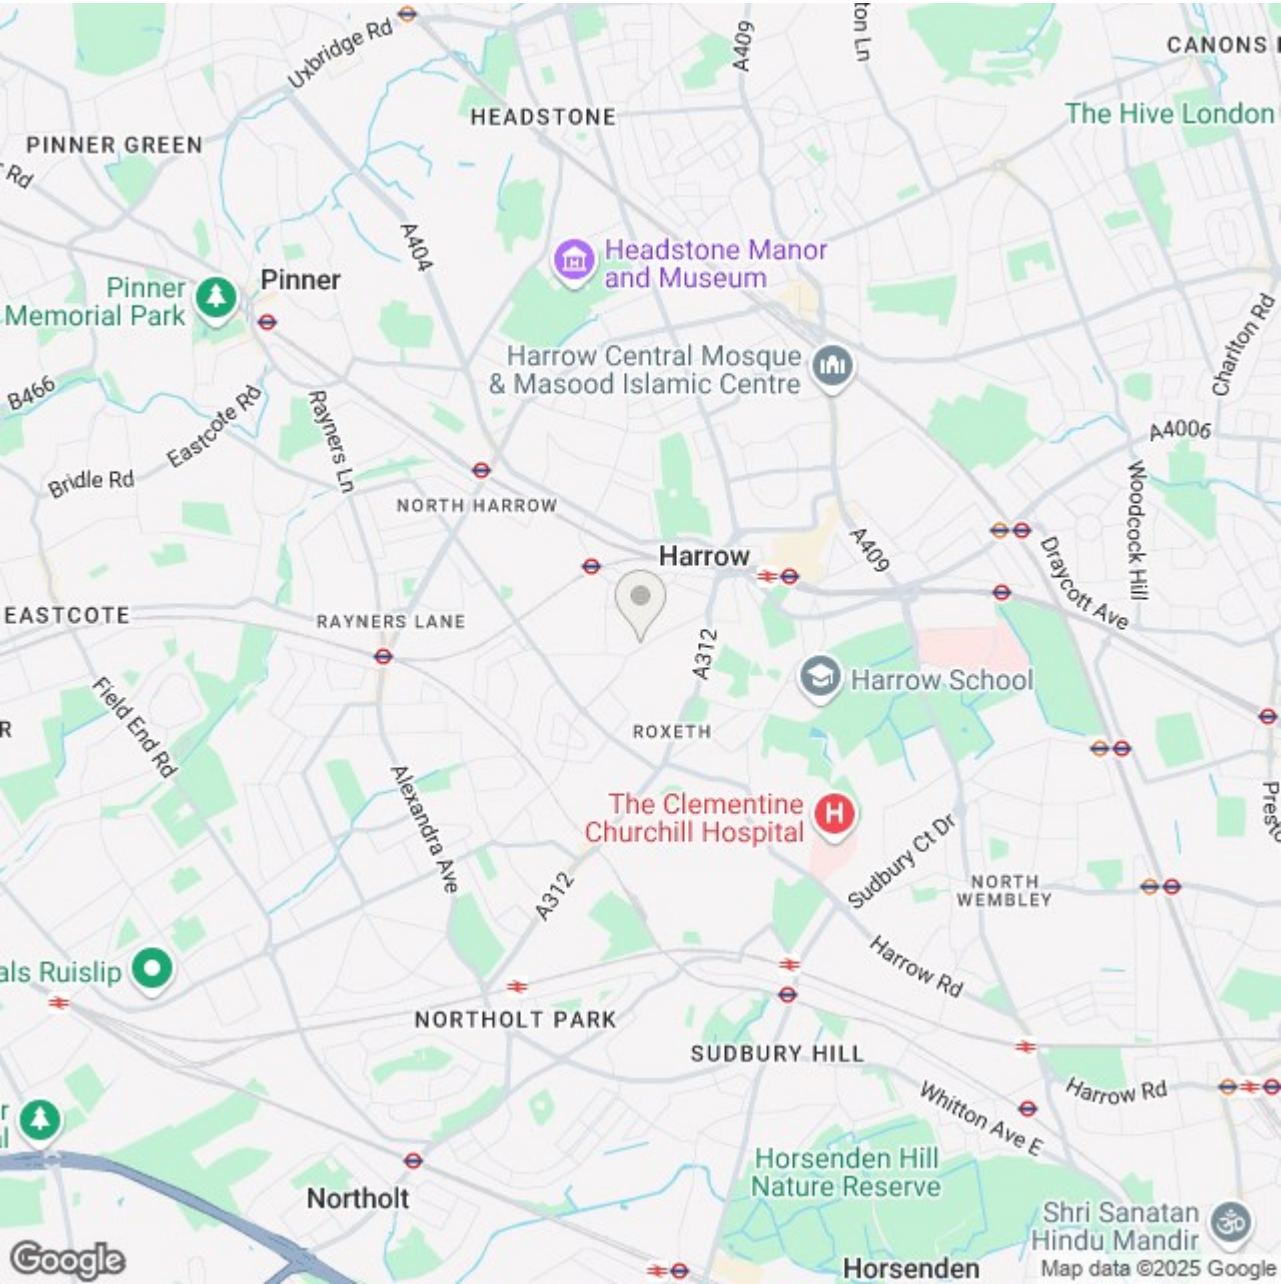 Uxbridge Rd
A409
ton Ln
CANONS
HEADSTONE
The Hive London
PINNER GREEN
Rd
A404
Headstone Manor
and Museum
Pinner
Pinner
Memorial Park
Charlton Rd
Harrow Central Mosque
& Masood Islamic Centre
B466
Eastcote Rd
Rayners Ln
A4006
Bridle Rd
Woodcock Hill
NORTH HARROW
Harrow
A409
Draycott Ave
EASTCOTE
RAYNERS LANE
A312
Harrow School
Field End Rd
R
ROXETH
Alexandra Ave
The Clementine
Churchill Hospital
H
Presto
Sudbury Ct Dr
A312
NORTH
WEMBLEY
Harrow Rd
als Ruislip
NORTHOLT PARK
SUDBURY HILL
Harrow Rd
Whitton Ave E
r
al
Horsenden Hill
Nature Reserve
Northolt
Shri Sanatan
Hindu Mandir
ॐ
Google
Horsenden
Map data ©2025 Google